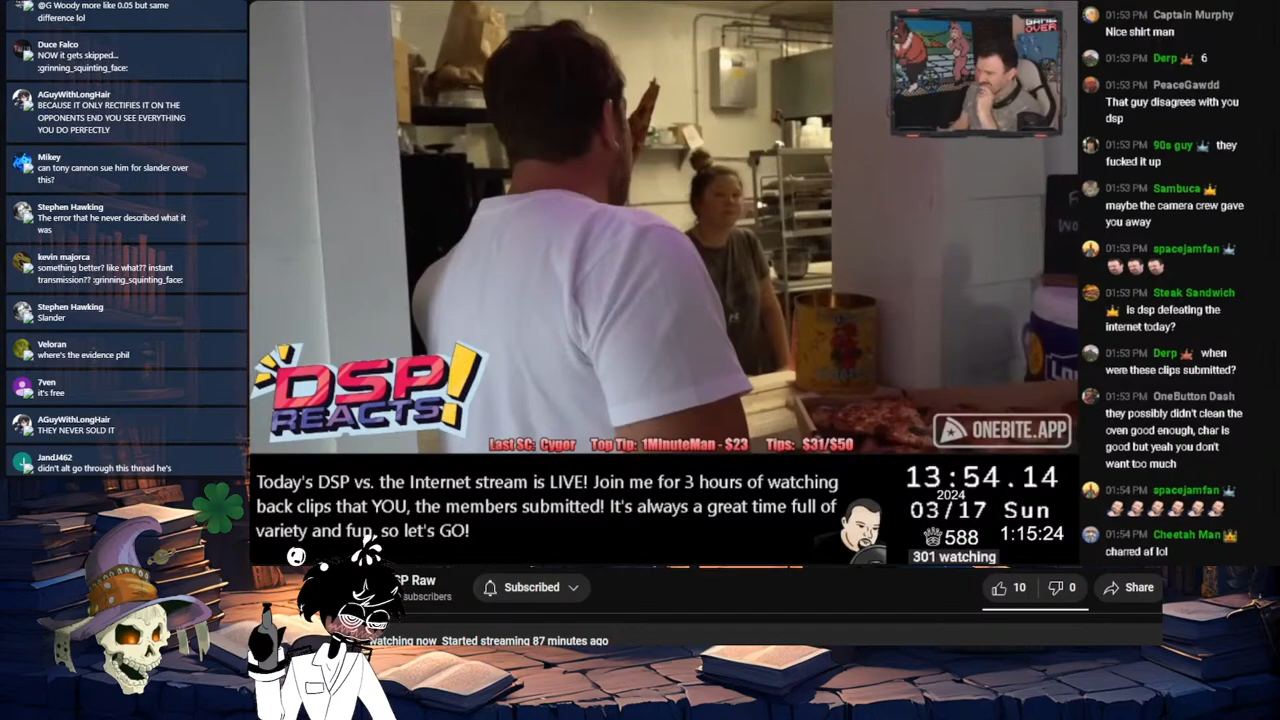 @G Woody more like 0.05 but same
difference lol
Duce Falco
NOW it gets skipped...
:grinning_squinting_face:
AGuyWithLongHair
BECAUSE IT ONLY RECTIFIES IT ON THE
OPPONENTS END YOU SEE EVERYTHING
YOU DO PERFECTLY
Mikey
can tony cannon sue him for slander over
this?
Stephen Hawking
The error that he never described what it
was
kevin majorca
something better? like what?? instant
transmission?? :grinning_squinting_face:
Stephen Hawking
Slander
Veloran
where's the evidence phil
7ven
it's free
AGuyWithLongHair
THEY NEVER SOLD IT
JandJ462
didn't alt go through this thread he's
GAME
OVER
DSP
REACTS!
ONEBITE.APP
Last SC: Cygor Top Tip: 1MinuteMan - $23 Tips: $31/$50
Today's DSP vs. the Internet stream is LIVE! Join me for 3 hours of watching
back clips that YOU, the members submitted! It's always a great time full of
variety and fun, so let's GO!
13:54.14
2024
03/17 Sun
588 1:15:24
301 watching
SP Raw
subscribers
Subscribed
10
0
Share
watching now Started streaming 87 minutes ago
01:53 PM Captain Murphy
Nice shirt man
01:53 PM Derp 6
01:53 PM PeaceGawdd
That guy disagrees with you
dsp
01:53 PM 90s guy they
fucked it up
01:53 PM Sambuca
maybe the camera crew gave
you away
01:53 PM spacejamfan
01:53 PM Steak Sandwich
is dsp defeating the
internet today?
01:53 PM Derp when
were these clips submitted?
01:53 PM OneButton Dash
they possibly didn't clean the
oven good enough, char is
good but yeah you don't
want too much
01:54 PM spacejamfan
01:54 PM Cheetah Man
charred af lol